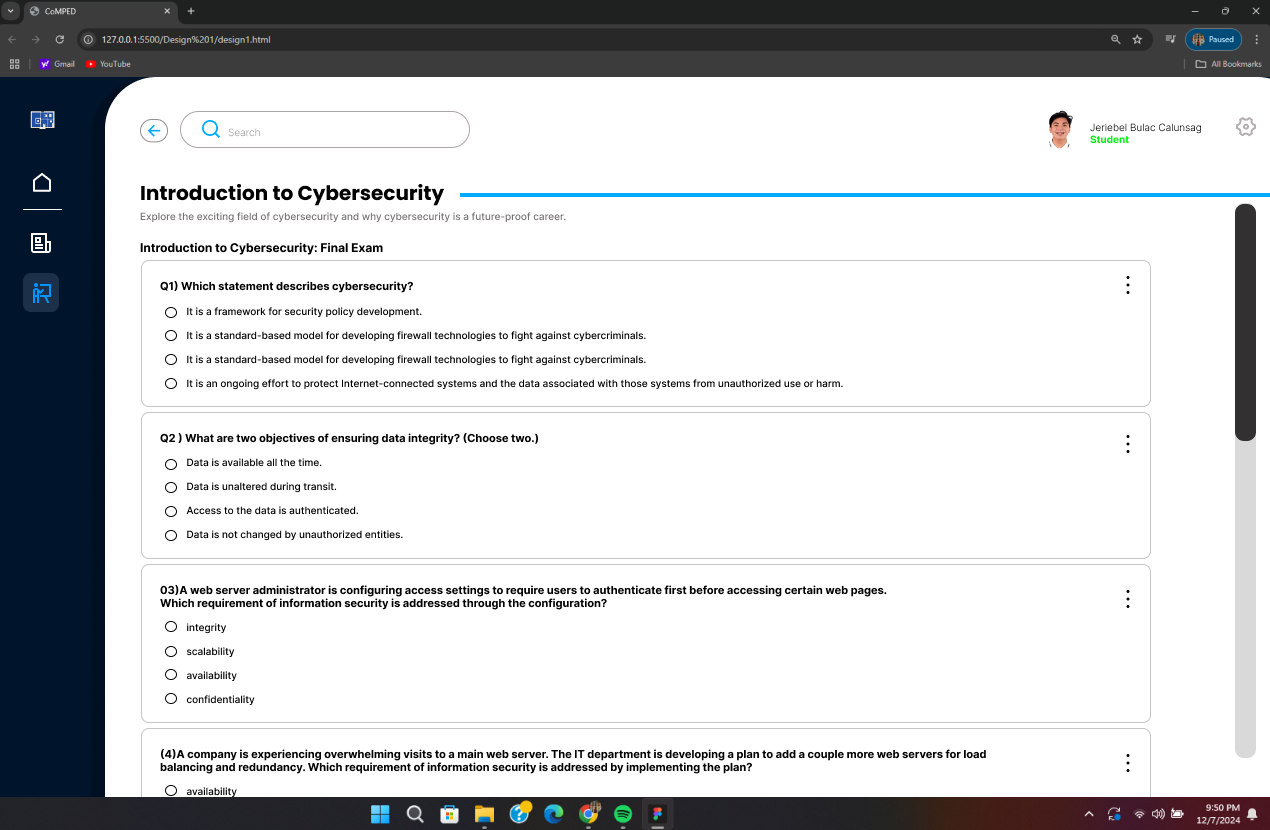 CoMPED
127.0.0.1:5500/Design%201/design1.html
Paused
Gmail
YouTube
All Bookmarks
Search
Jeriebel Bulac Calunsag
Student
Introduction to Cybersecurity
Explore the exciting field of cybersecurity and why cybersecurity is a future-proof career.
Introduction to Cybersecurity: Final Exam
Q1) Which statement describes cybersecurity?
It is a framework for security policy development.
It is a standard-based model for developing firewall technologies to fight against cybercriminals.
It is a standard-based model for developing firewall technologies to fight against cybercriminals.
It is an ongoing effort to protect Internet-connected systems and the data associated with those systems from unauthorized use or harm.
Q2 ) What are two objectives of ensuring data integrity? (Choose two.)
Data is available all the time.
Data is unaltered during transit.
Access to the data is authenticated.
Data is not changed by unauthorized entities.
03)A web server administrator is configuring access settings to require users to authenticate first before accessing certain web pages.
Which requirement of information security is addressed through the configuration?
integrity
scalability
availability
confidentiality
(4)A company is experiencing overwhelming visits to a main web server. The IT department is developing a plan to add a couple more web servers for load
balancing and redundancy. Which requirement of information security is addressed by implementing the plan?
availability
9:50 PM
12/7/2024